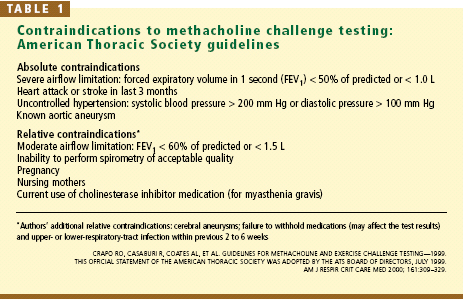 TABLE 1
Contraindications to methacholine challenge testing:
American Thoracic Society guidelines
Absolute contraindications
Severe airflow limitation: forced expiratory volume in 1 second (FEV1) < 50% of predicted or < 1.0 L
Heart attack or stroke in last 3 months
Uncontrolled hypertension: systolic blood pressure > 200 mm Hg or diastolic pressure > 100 mm Hg
Known aortic aneurysm
Relative contraindications*
Moderate airflow limitation: FEV1 < 60% of predicted or < 1.5 L
Inability to perform spirometry of acceptable quality
Pregnancy
Nursing mothers
Current use of cholinesterase inhibitor medication (for myasthenia gravis)
*Authors' additional relative contraindications: cerebral aneurysms; failure to withhold medications (may affect the test results)
and upper- or lower-respiratory-tract infection within previous 2 to 6 weeks
CRAPO RO, CASABURI R, COATES AL, ET AL. GUIDELINES FOR METHACHOLINE AND EXERCISE CHALLENGE TESTING—1999.
THIS OFFICIAL STATEMENT OF THE AMERICAN THORACIC SOCIETY WAS ADOPTED BY THE ATS BOARD OF DIRECTORS, JULY 1999.
AM J RESPIR CRIT CARE MED 2000; 161:309–329.